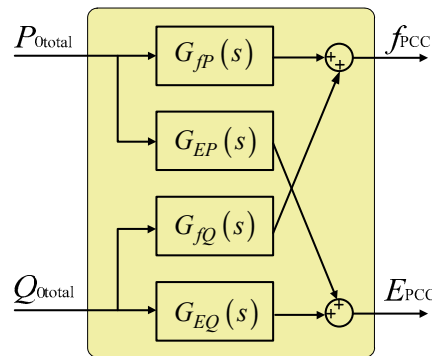 P0total
GfP(s)
+
+
fPCC
GEP(s)
GfQ(s)
Q0total
GEQ(s)
+
+
EPCC